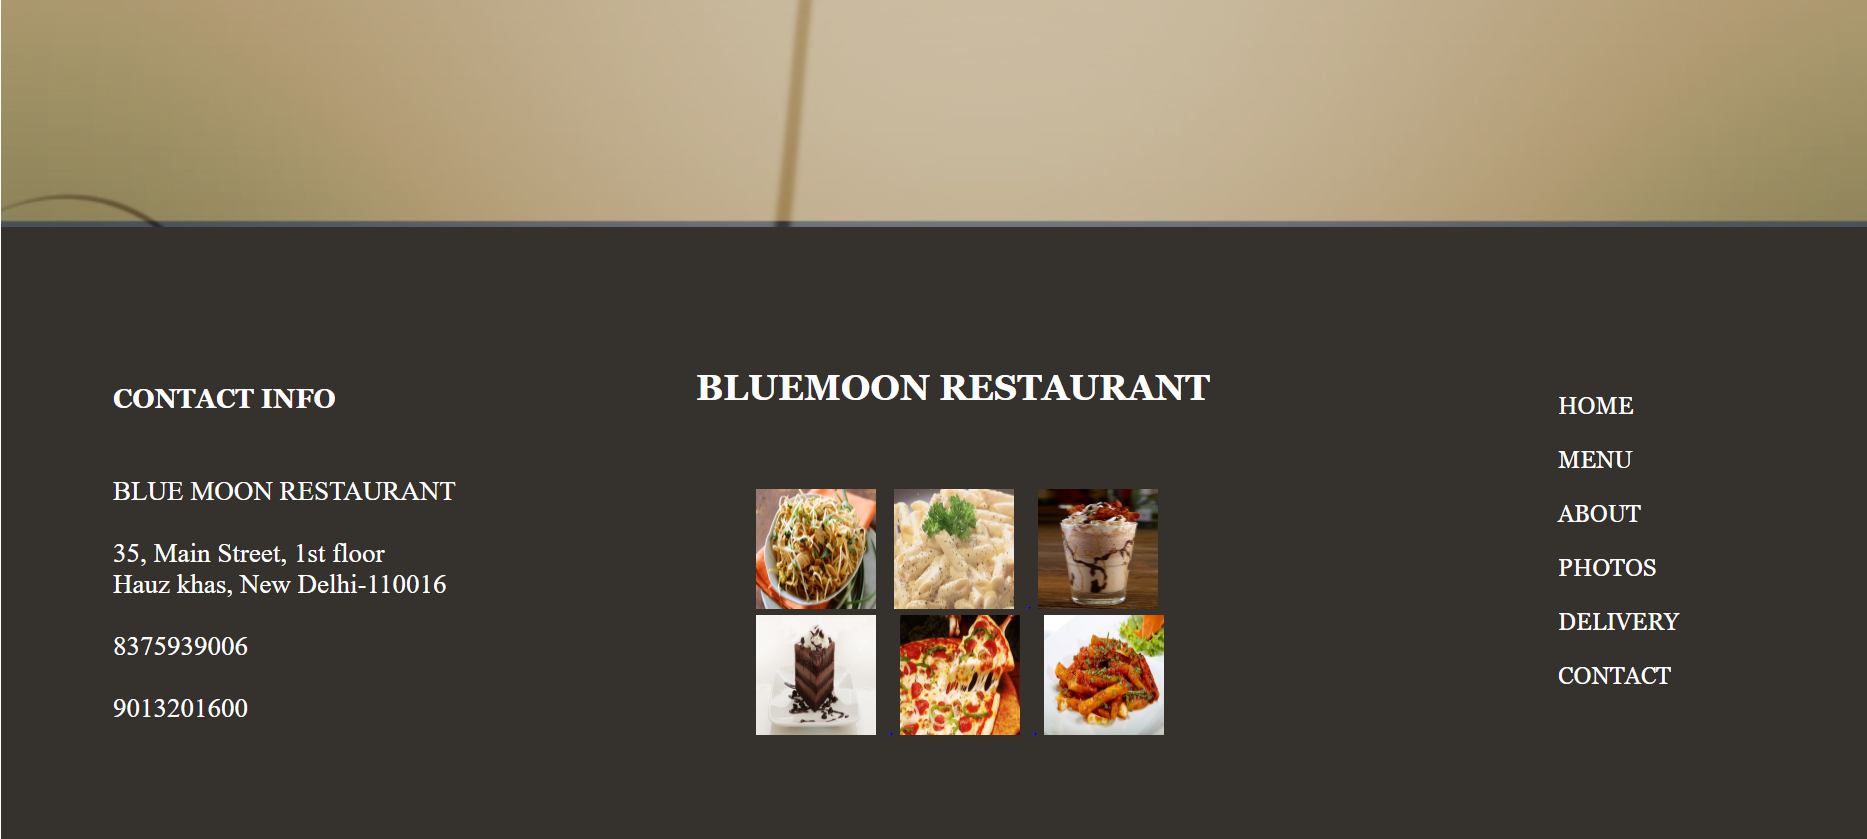 CONTACT INFO
BLUE MOON RESTAURANT
35, Main Street, 1st floor
Hauz khas, New Delhi-110016
8375939006
9013201600
BLUEMOON RESTAURANT
HOME
MENU
ABOUT
PHOTOS
DELIVERY
CONTACT